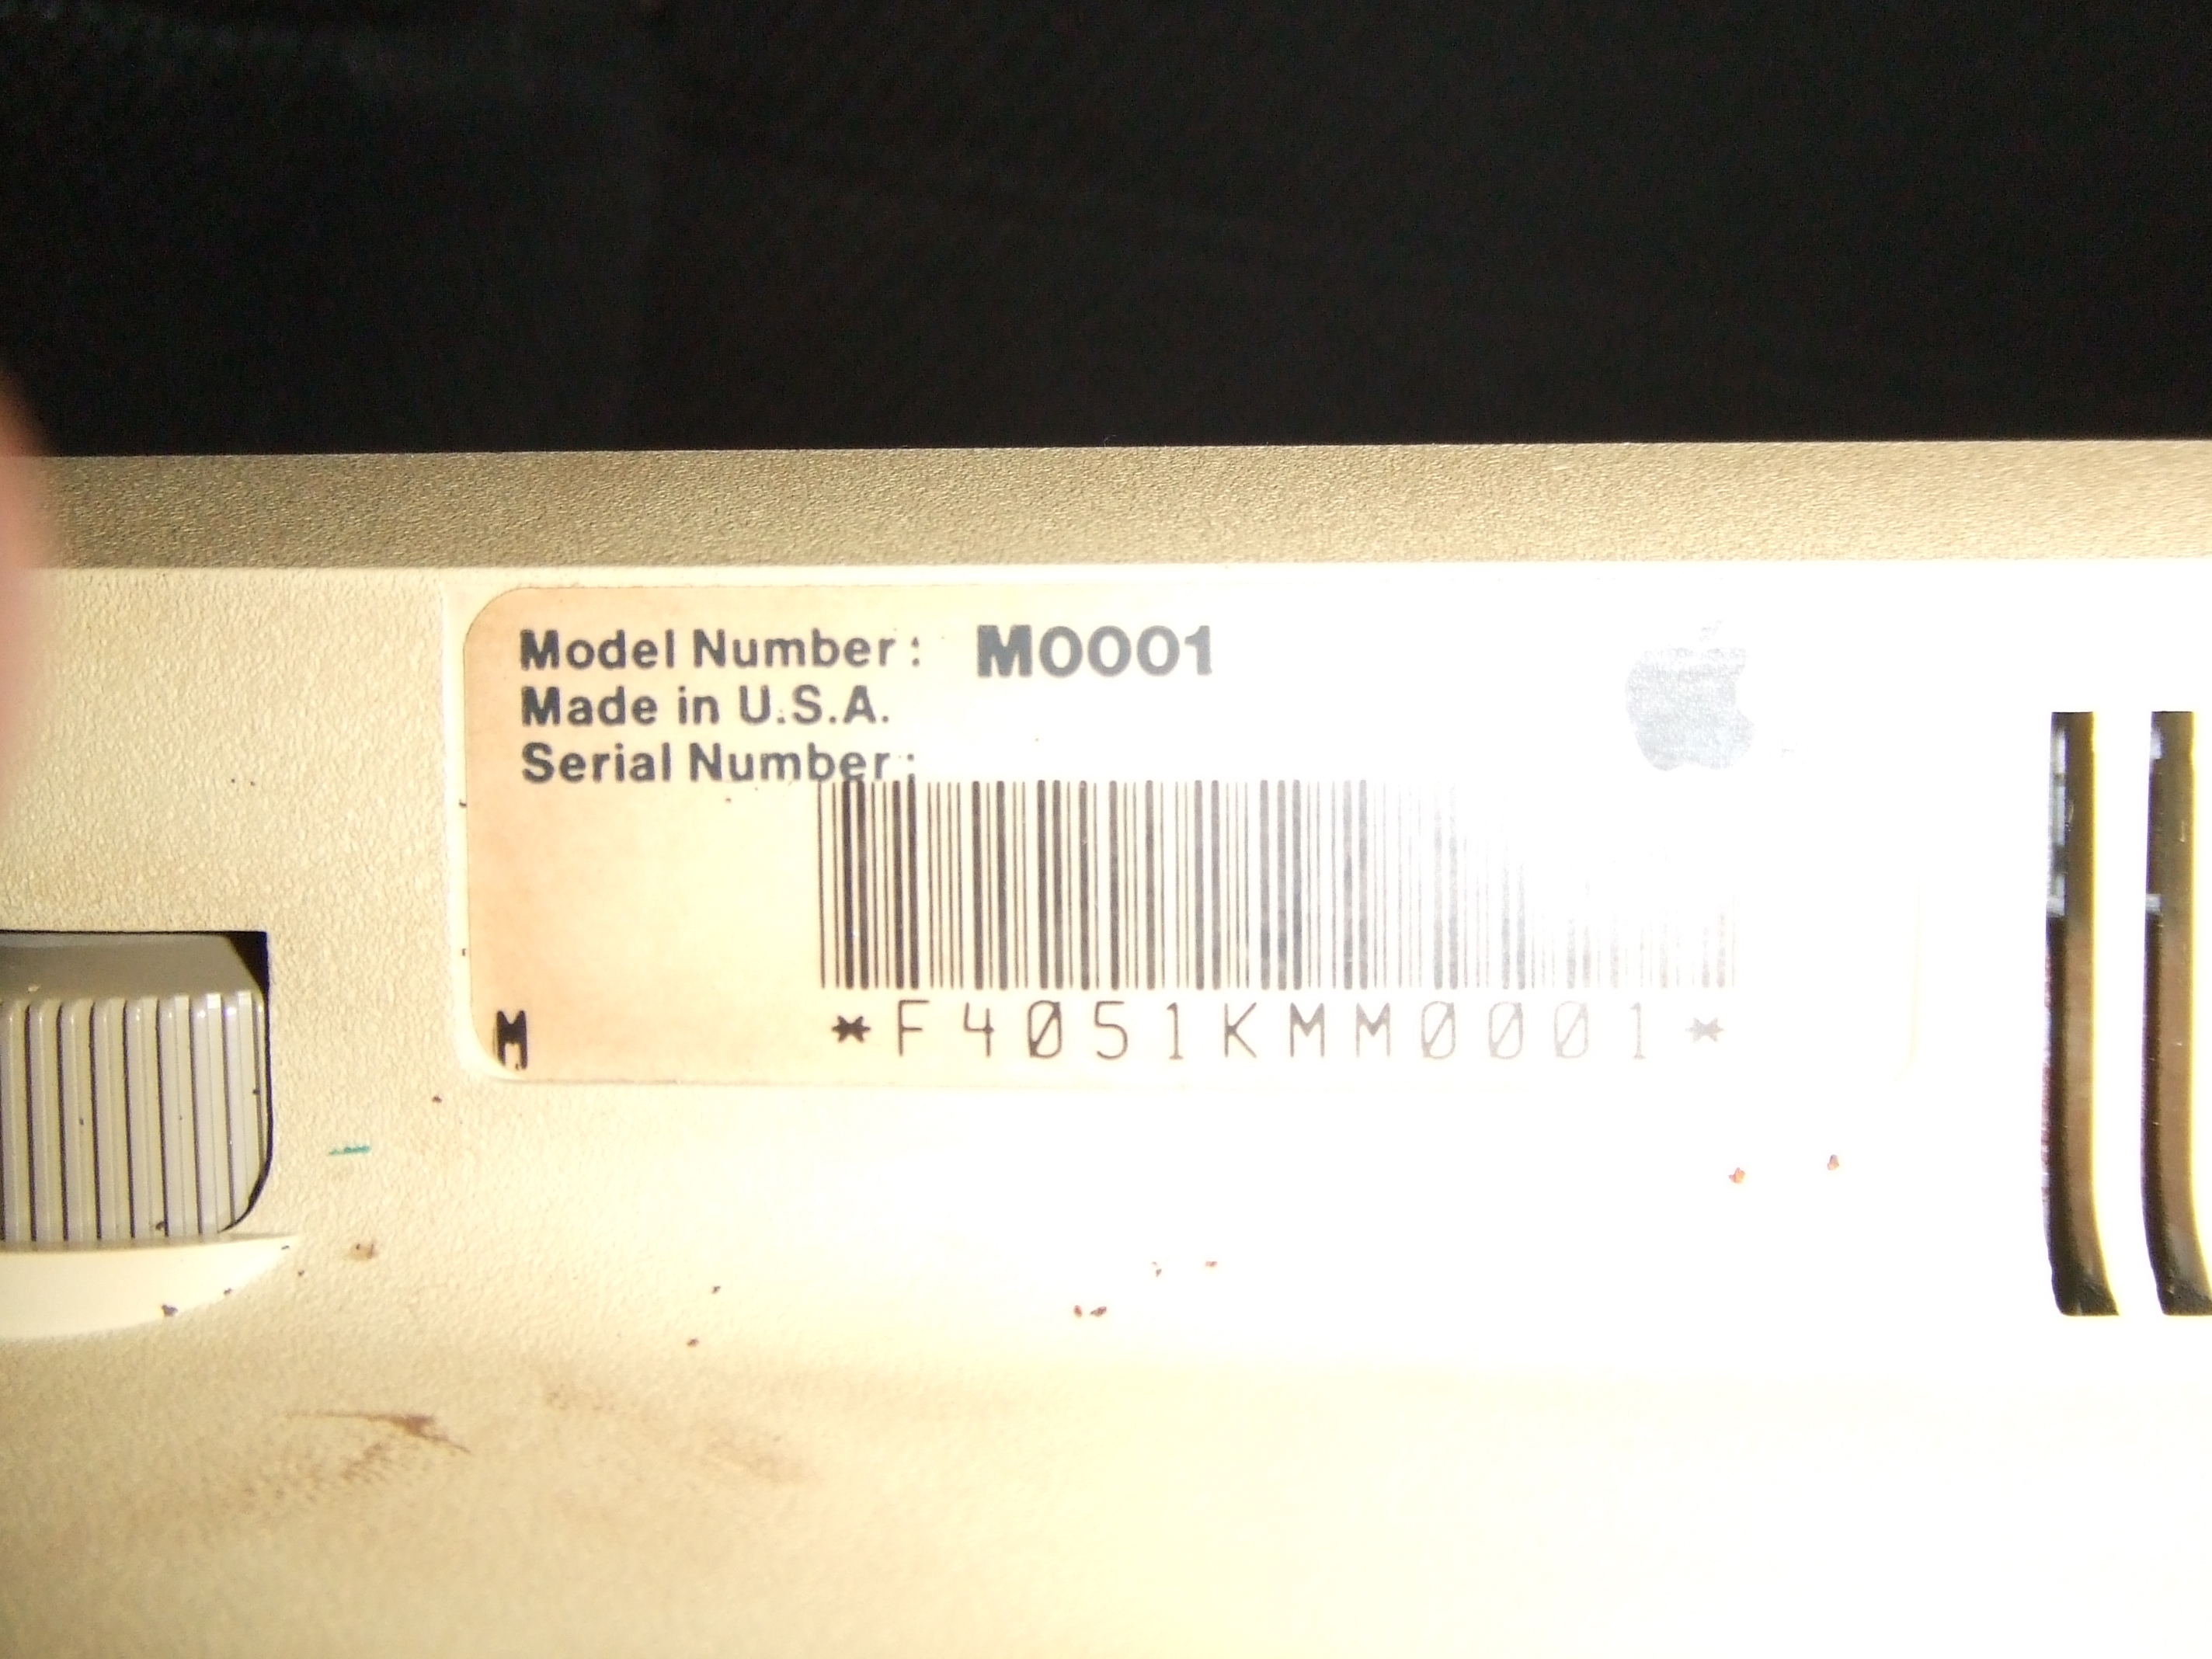 Model Number: M0001
Made in U.S.A.
Serial Number:
M
*F4051KMM0001*